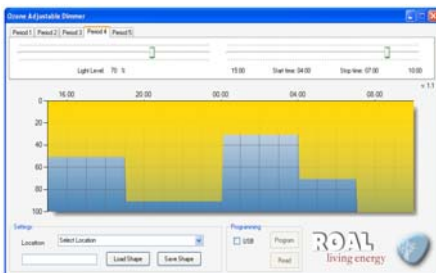 Ozone Adjustable Dimmer
Period 1 Period 2 Period 3 Period 4 Period 5
Light Level: 70 % 15:00 Start time: 04:00 Stop time: 07:00 10:00
v 1.1
16.00 20.00 00.00 04.00 08.00
0
20
40
60
80
100
Settings
Programming
Location Select Location
USB Program
Load Shape Save Shape
Read
ROAL
living energy